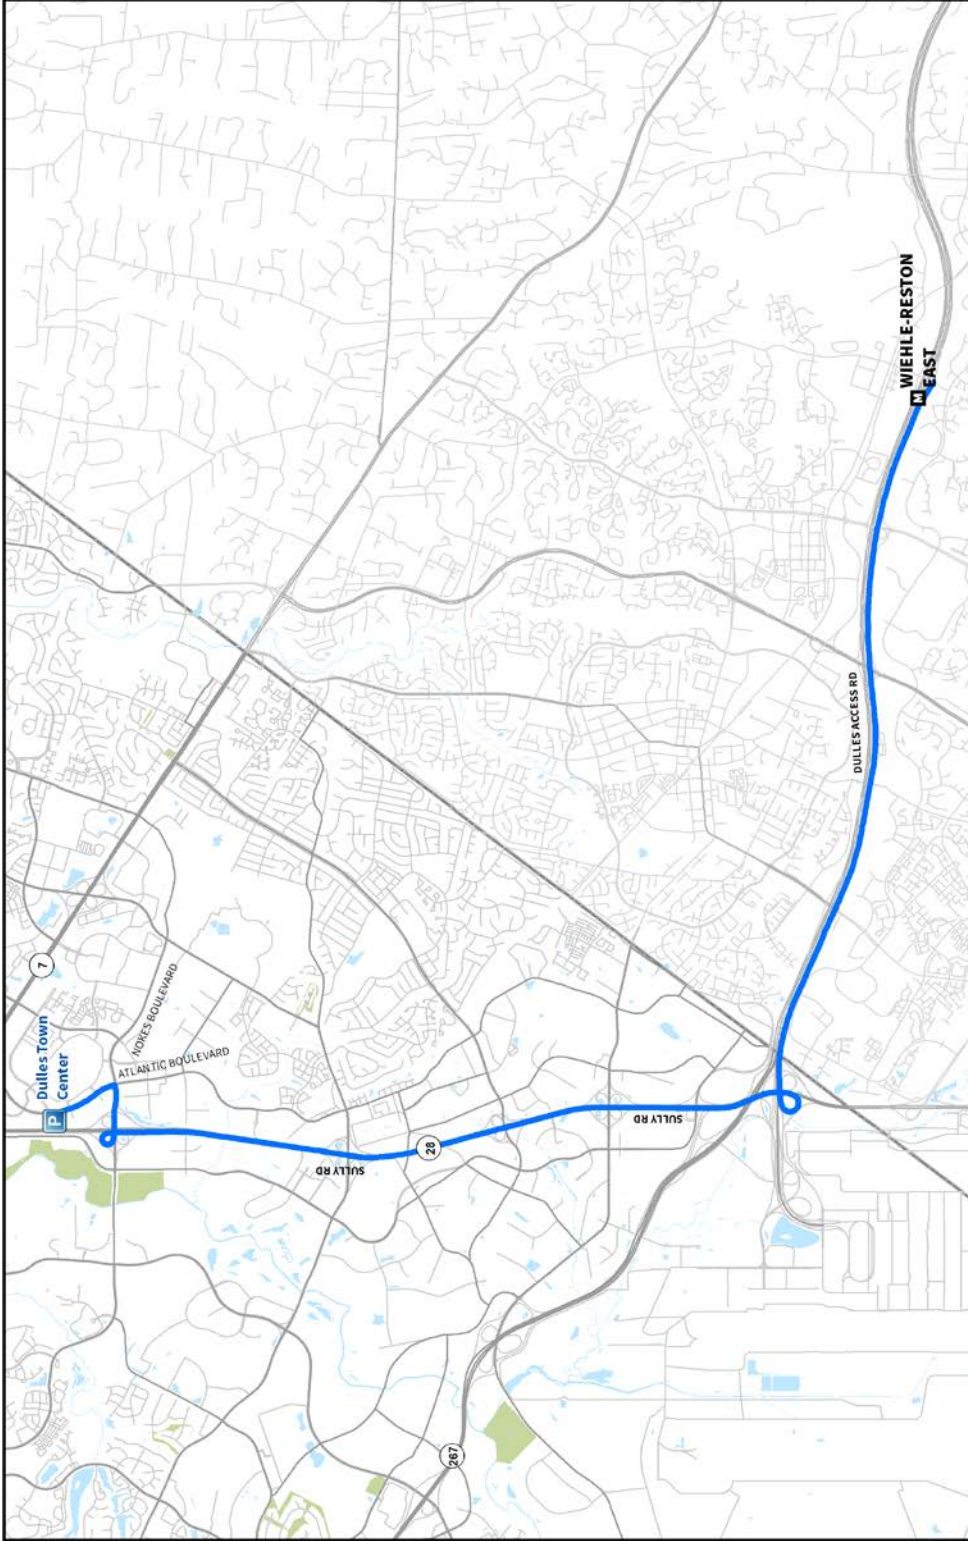 7
Dulles Town
Center
P
NOKES BOULEVARD
ATLANTIC BOULEVARD
SULLY RD
28
SULLY RD
267
DULLES ACCESS RD
M
WIEHLE-RESTON
EAST